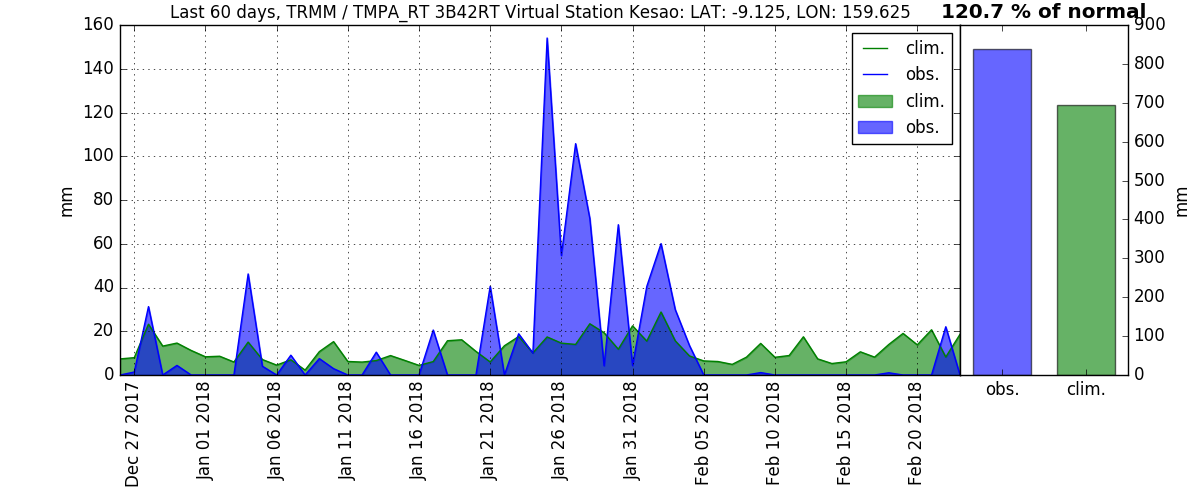 Last 60 days, TRMM / TMPA_RT 3B42RT Virtual Station Kesao: LAT: -9.125, LON: 159.625
120.7 % of normal
160
140
120
100
80
60
40
20
0
mm
clim.
obs.
clim.
obs.
900
800
700
600
500
400
300
200
100
0
mm
Dec 27 2017
Jan 01 2018
Jan 06 2018
Jan 11 2018
Jan 16 2018
Jan 21 2018
Jan 26 2018
Jan 31 2018
Feb 05 2018
Feb 10 2018
Feb 15 2018
Feb 20 2018
obs.
clim.